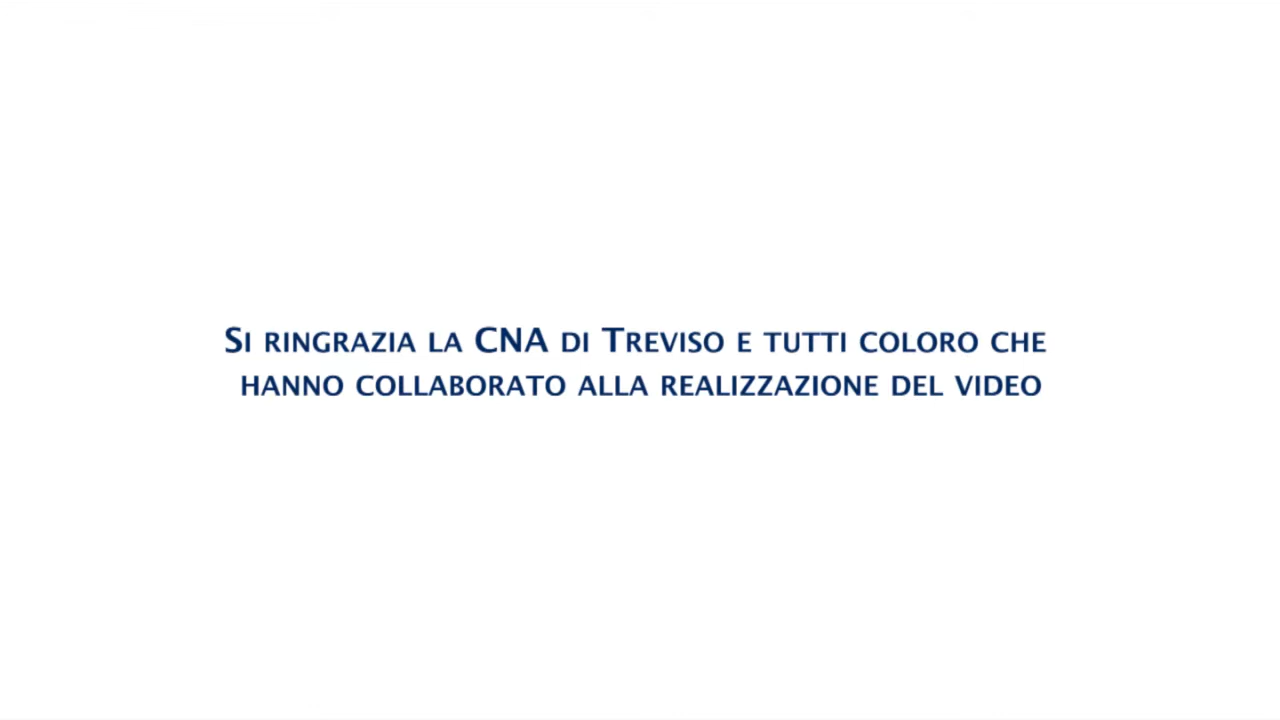 Si ringrazia la CNA di Treviso e tutti coloro che
hanno collaborato alla realizzazione del video